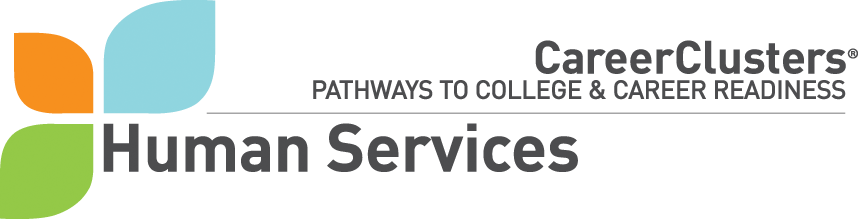 CareerClusters®
PATHWAYS TO COLLEGE & CAREER READINESS
Human Services